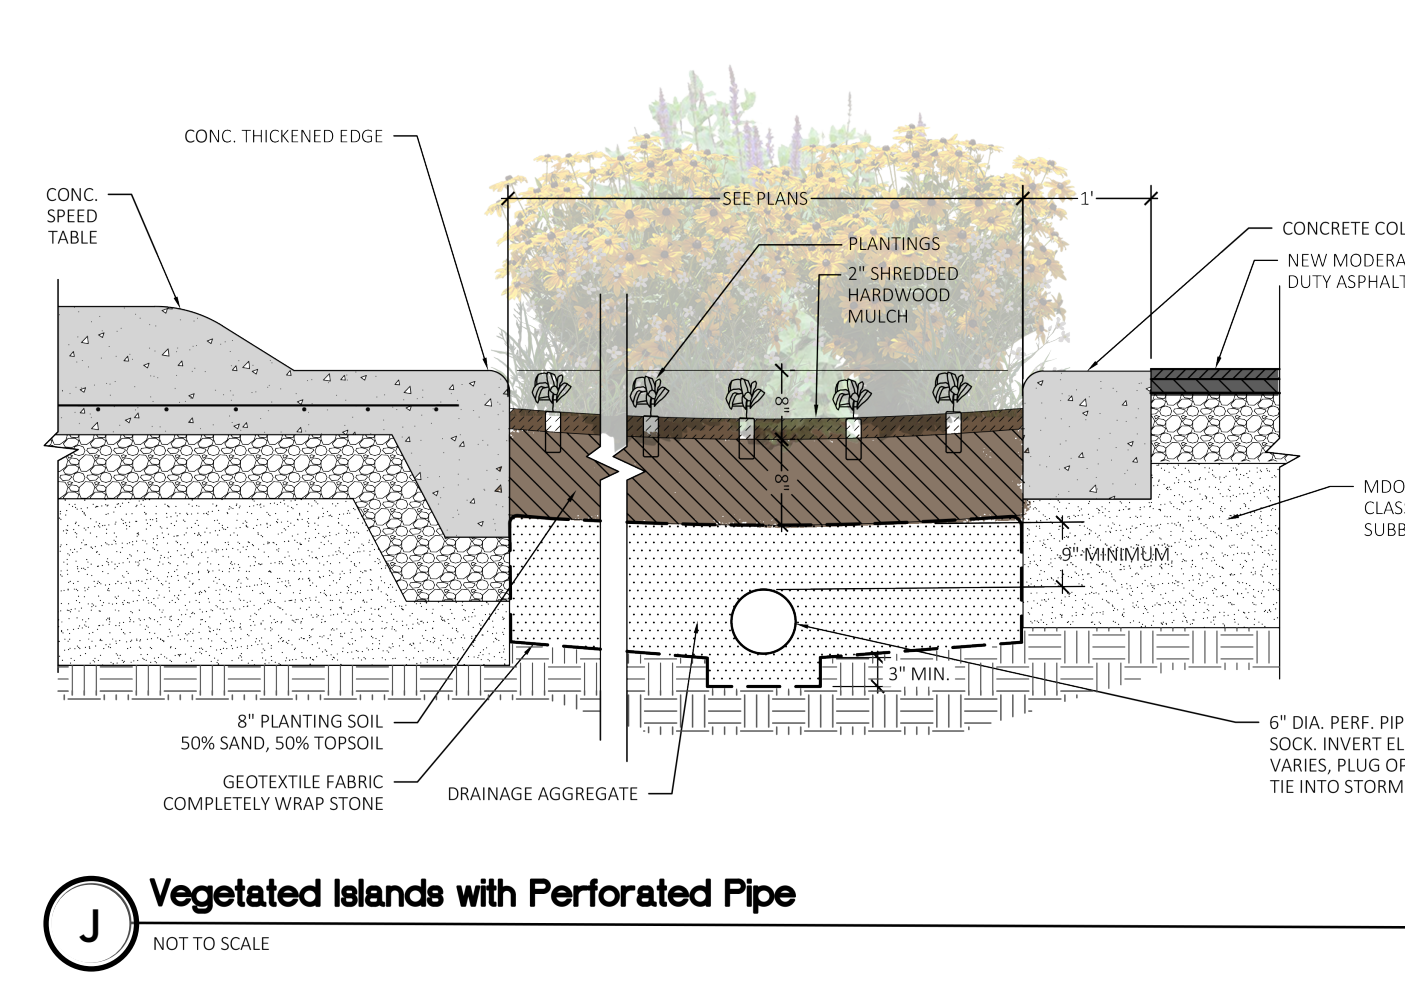 CONC. THICKENED EDGE
CONC.
SPEED
TABLE
SEE PLANS
1'
PLANTINGS
2" SHREDDED
HARDWOOD
MULCH
CONCRETE COL
NEW MODERA
DUTY ASPHALT
8"
8"
MDO
CLAS
SUBB
9" MINIMUM
3" MIN.
8" PLANTING SOIL
50% SAND, 50% TOPSOIL
GEOTEXTILE FABRIC
COMPLETELY WRAP STONE
DRAINAGE AGGREGATE
6" DIA. PERF. PIP
SOCK. INVERT EL
VARIES, PLUG OP
TIE INTO STORM
J
Vegetated Islands with Perforated Pipe
NOT TO SCALE